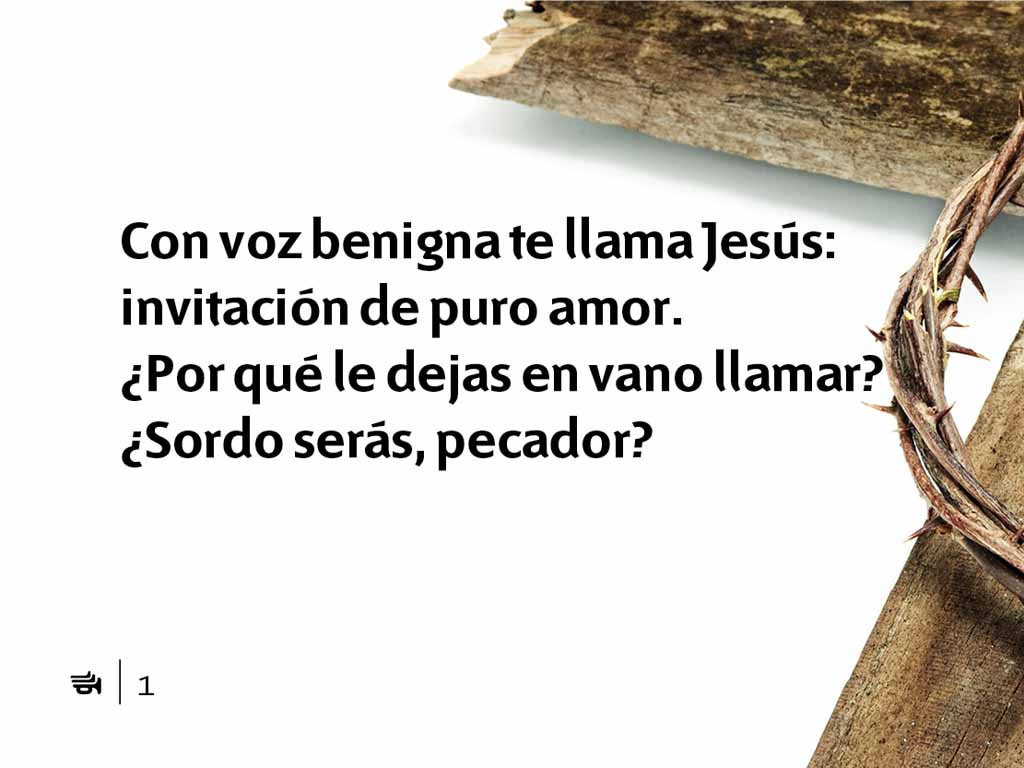 Con voz benigna te llama Jesús:
invitación de puro amor.
¿Por qué le dejas en vano llamar?
¿Sordo serás, pecador?
1